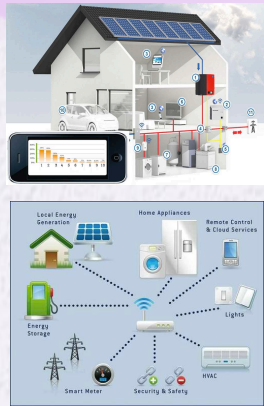 Local Energy
Generation
Home Appliances
Remote Control
& Cloud Services
Energy
Storage
Lights
Smart Meter
Security & Safety
HVAC